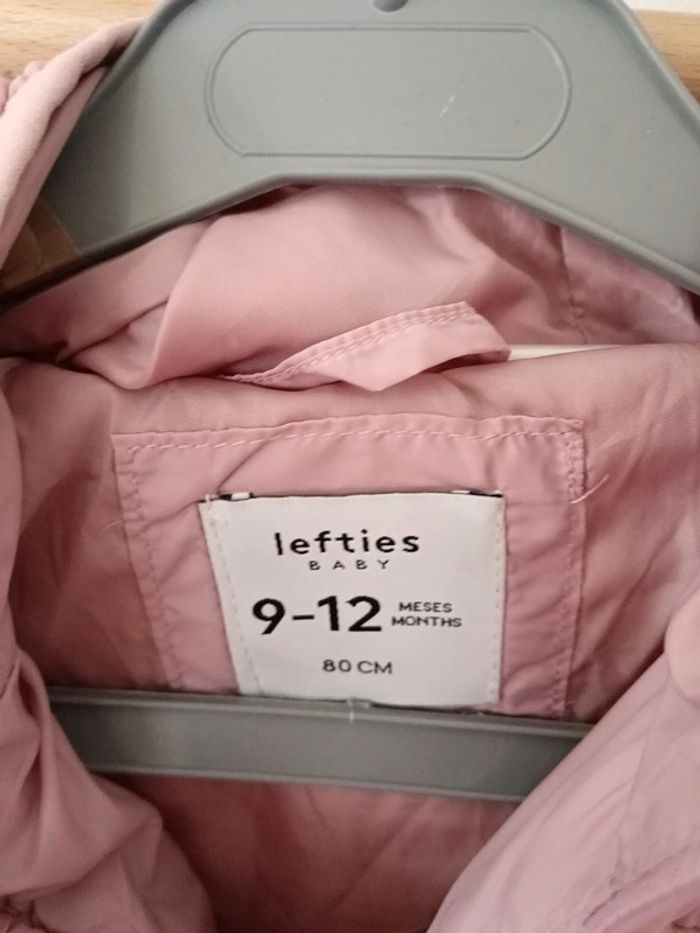 lefties
BABY
9-12 MESES
MONTHS
80 CM